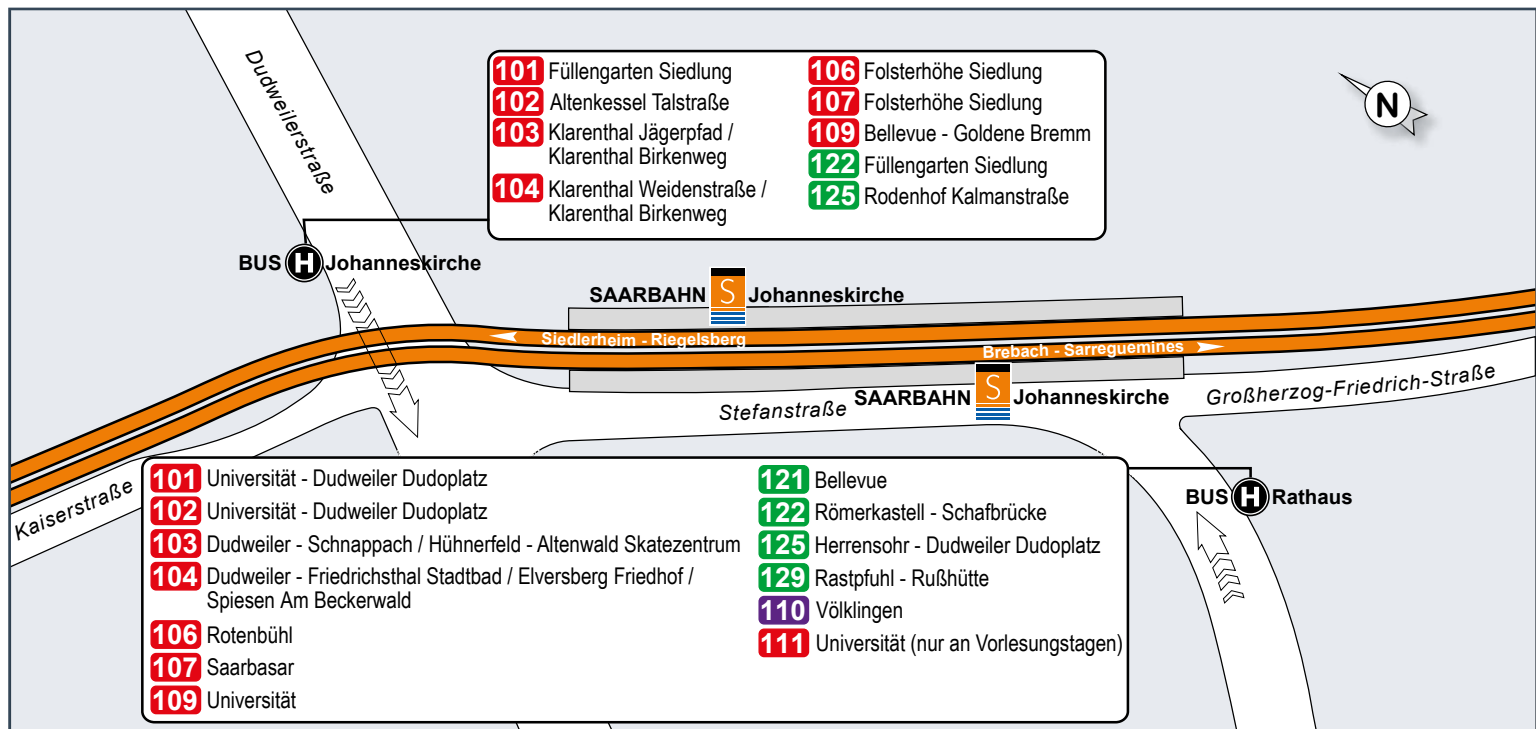 Dudweilerstraße
101 Füllengarten Siedlung
102 Altenkessel Talstraße
103 Klarenthal Jägerpfad /
Klarenthal Birkenweg
104 Klarenthal Weidenstraße /
Klarenthal Birkenweg
106 Folsterhöhe Siedlung
107 Folsterhöhe Siedlung
109 Bellevue - Goldene Bremm
122 Füllengarten Siedlung
125 Rodenhof Kalmanstraße
N
BUS H Johanneskirche
SAARBAHN S Johanneskirche
Siedlerheim - Riegelsberg
Brebach - Sarreguemines
Stefanstraße
SAARBAHN S Johanneskirche
Großherzog-Friedrich-Straße
Kaiserstraße
101 Universität - Dudweiler Dudoplatz
102 Universität - Dudweiler Dudoplatz
103 Dudweiler - Schnappach / Hühnerfeld - Altenwald Skatezentrum
104 Dudweiler - Friedrichsthal Stadtbad / Elversberg Friedhof /
Spiesen Am Beckerwald
106 Rotenbühl
107 Saarbasar
109 Universität
121 Bellevue
122 Römerkastell - Schafbrücke
125 Herrensohr - Dudweiler Dudoplatz
129 Rastpfuhl - Rußhütte
110 Völklingen
111 Universität (nur an Vorlesungstagen)
BUS H Rathaus